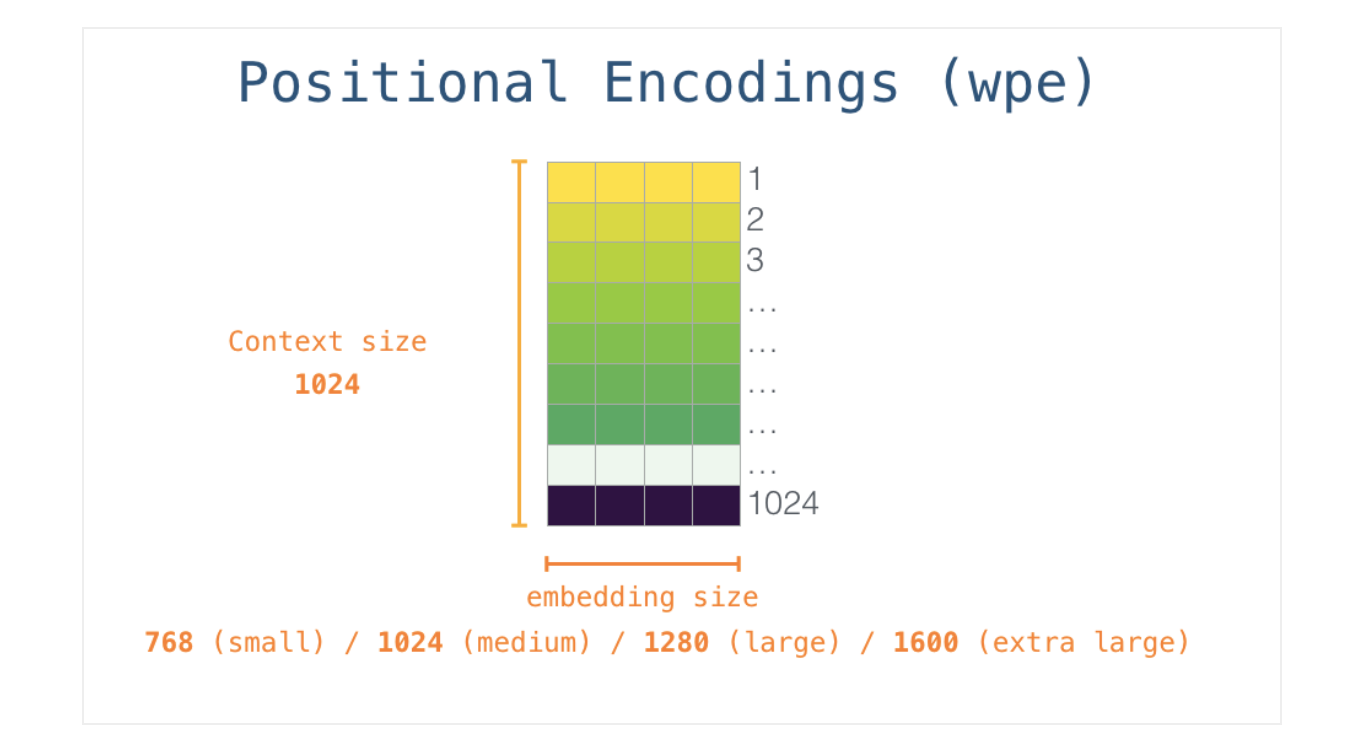 Positional Encodings (wpe)
1
2
3
...
Context size
...
1024
...
...
...
1024
embedding size
768 (small) / 1024 (medium) / 1280 (large) / 1600 (extra large)